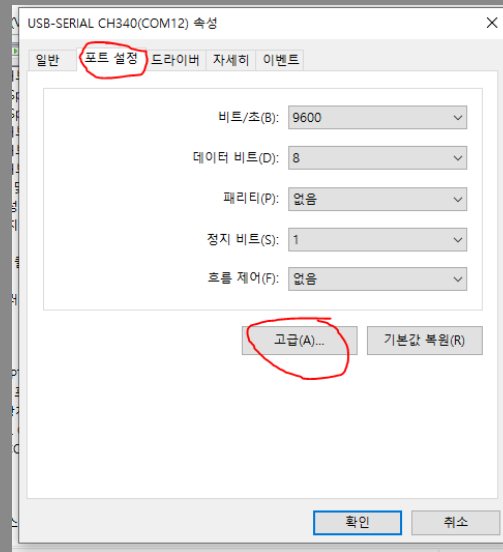 USB-SERIAL CH340(COM12) 속성
일반 포트 설정 드라이버 자세히 이벤트
비트/초(B): 9600
데이터 비트(D): 8
패리티(P): 없음
정지 비트(S): 1
흐름 제어(F): 없음
고급(A)... 기본값 복원(R)
확인 취소